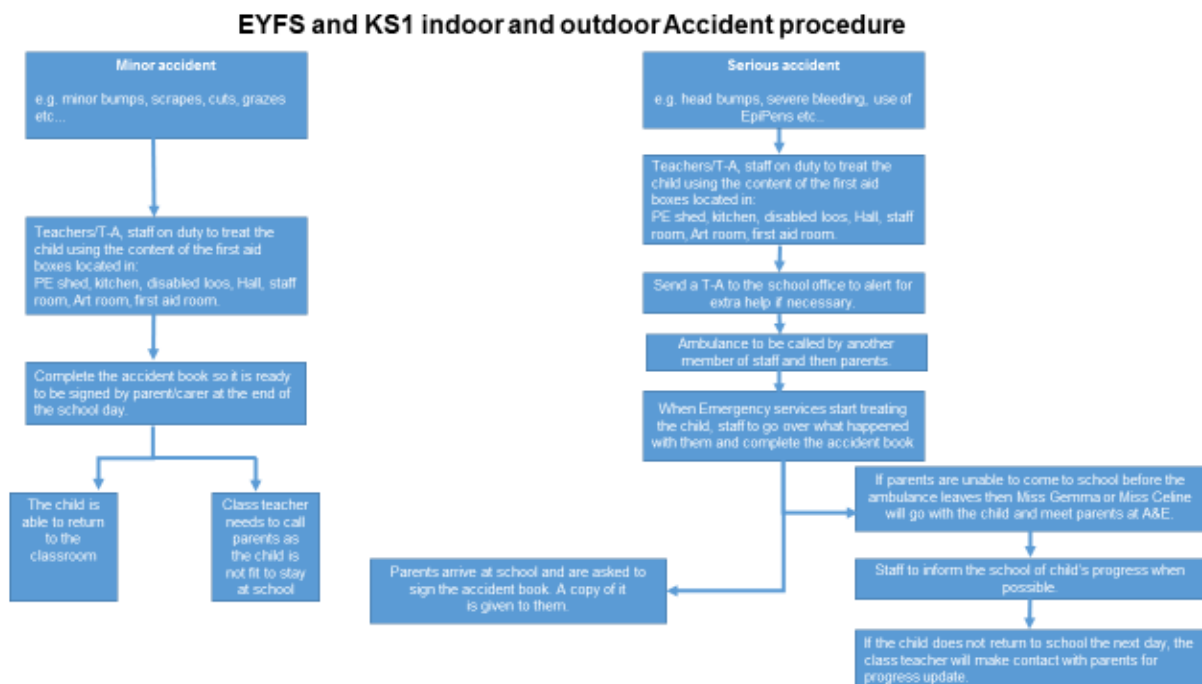 EYFS and KS1 indoor and outdoor Accident procedure
Minor accident
e.g. minor bumps, scrapes, cuts, grazes
etc...
Teachers/T-A, staff on duty to treat the
child using the content of the first aid
boxes located in:
PE shed, kitchen, disabled loos, Hall, staff
room, Art room, first aid room.
Complete the accident book so it is ready
to be signed by parent/carer at the end of
the school day.
The child is
able to return
to the
classroom
Class teacher
needs to call
parents as
the child is
not fit to stay
at school
Serious accident
e.g. head bumps, severe bleeding, use of
EpiPens etc..
Teachers/T-A, staff on duty to treat the
child using the content of the first aid
boxes located in:
PE shed, kitchen, disabled loos, Hall, staff
room, Art room, first aid room.
Send a T-A to the school office to alert for
extra help if necessary.
Ambulance to be called by another
member of staff and then parents.
When Emergency services start treating
the child, staff to go over what happened
with them and complete the accident book
Parents arrive at school and are asked to
sign the accident book. A copy of it
is given to them.
If parents are unable to come to school before the
ambulance leaves then Miss Gemma or Miss Celine
will go with the child and meet parents at A&E.
Staff to inform the school of child's progress when
possible.
If the child does not return to school the next day, the
class teacher will make contact with parents for
progress update.